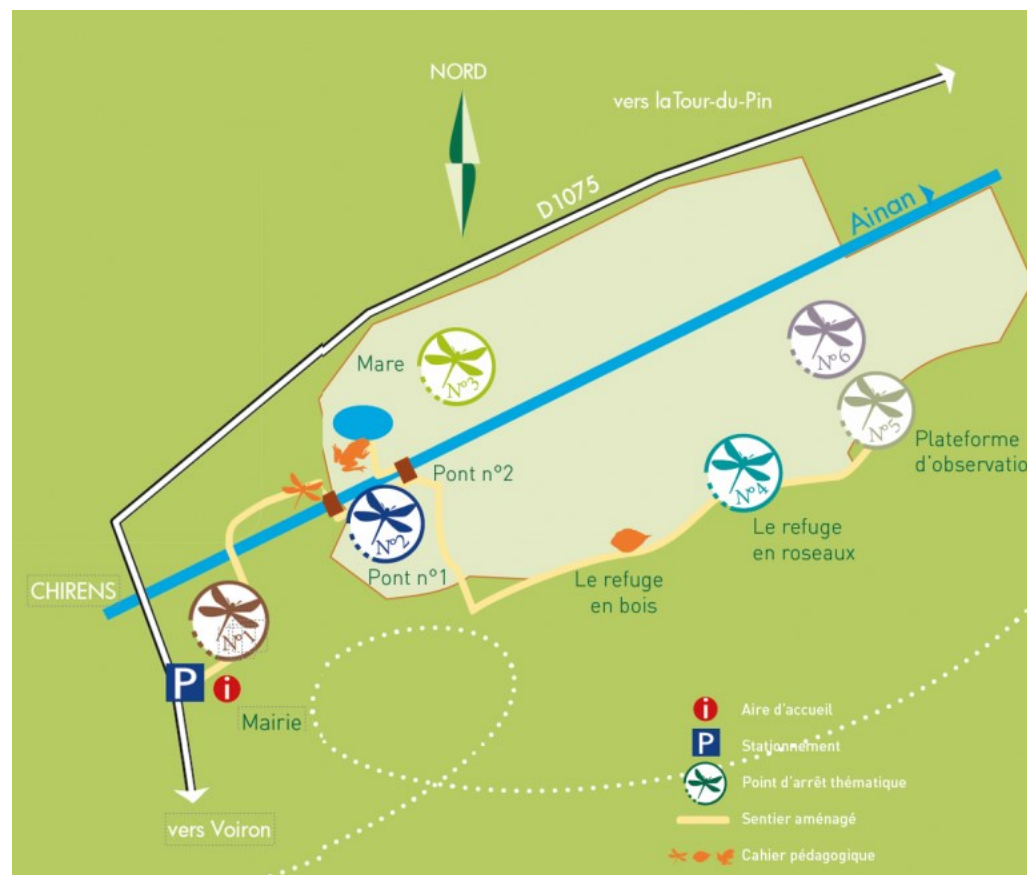 NORD
vers laTour-du-Pin
D1075
Ainan
Mare
N°3
N°6
N°5
Plateforme
d'observatio
Pont n°2
N°4
N°2
Le refuge
en roseaux
Pont n°1
Le refuge
en bois
CHIRENS
N°1
P
i
Mairie
vers Voiron
i Aire d'accueil
P Stationnement
Point d'arrêt thématique
Sentier aménagé
Cahier pédagogique